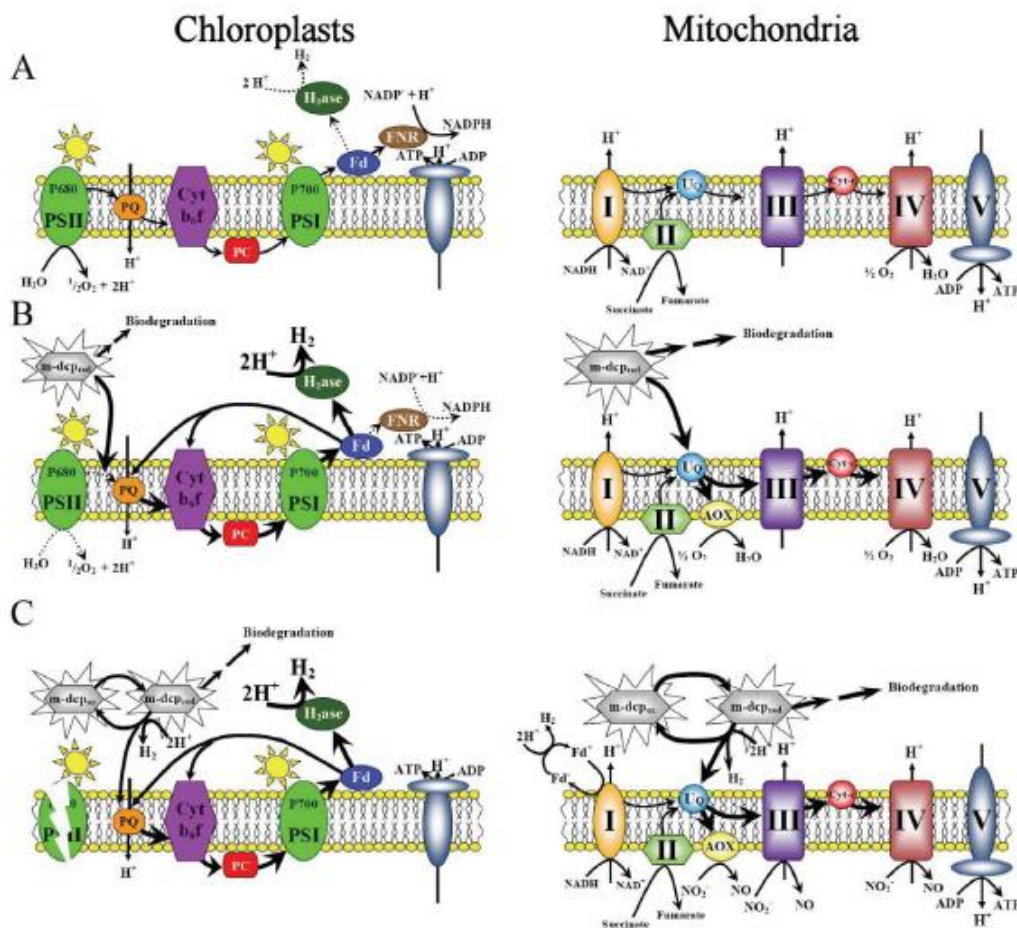 Chloroplasts
Mitochondria
A
H₂
2 H⁺
H₂ase
NADP⁺ + H⁺
NADPH
FNR
Fd
ATP
H⁺
ADP
P680
PSII
PQ
Cyt
b₆f
P700
PSI
PC
H⁺
H₂O
¹/₂O₂ + 2H⁺
H⁺
H⁺
H⁺
I
UQ
III
IV
V
II
NADH
NAD⁺
½ O₂
H₂O
ADP
ATP
H⁺
Succinate
Fumarate
B
Biodegradation
m-dcp_red
H₂
2H⁺
H₂ase
NADP⁺+H⁺
NADPH
FNR
Fd
ATP
H⁺
ADP
P680
PSII
PQ
Cyt
b₆f
P700
PSI
PC
H⁺
H₂O
¹/₂O₂ + 2H⁺
Biodegradation
m-dcp_red
H⁺
H⁺
H⁺
I
UQ
III
Cyt-c
IV
V
II
AOX
NADH
NAD⁺
½ O₂
H₂O
½ O₂
H₂O
ADP
ATP
H⁺
Succinate
Fumarate
C
Biodegradation
m-dcp_ox
m-dcp_red
H₂
2H⁺
H₂
2H⁺
H₂ase
Fd
ATP
H⁺
ADP
PQ
Cyt
b₆f
P700
PSI
PC
H⁺
Biodegradation
m-dcp_ox
m-dcp_red
H₂
2H⁺
Fd⁺
H⁺
Fd⁻
2H⁺
H₂
H⁺
H⁺
I
UQ
III
Cyt-c
IV
V
II
AOX
NADH
NAD⁺
NO₂⁻
NO
NO₂⁻
NO
NO₂⁻
NO
ADP
ATP
H⁺
Succinate
Fumarate